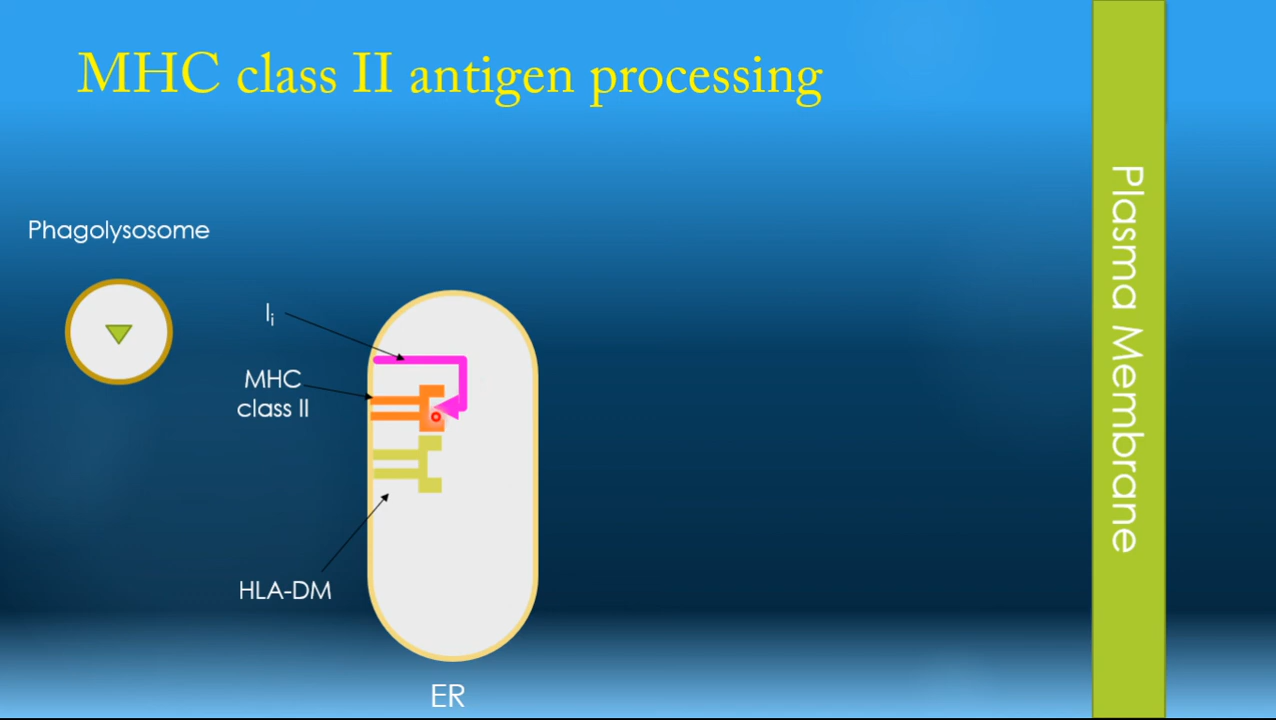 MHC class II antigen processing
Phagolysosome
Ii
MHC
class II
HLA-DM
ER
Plasma Membrane